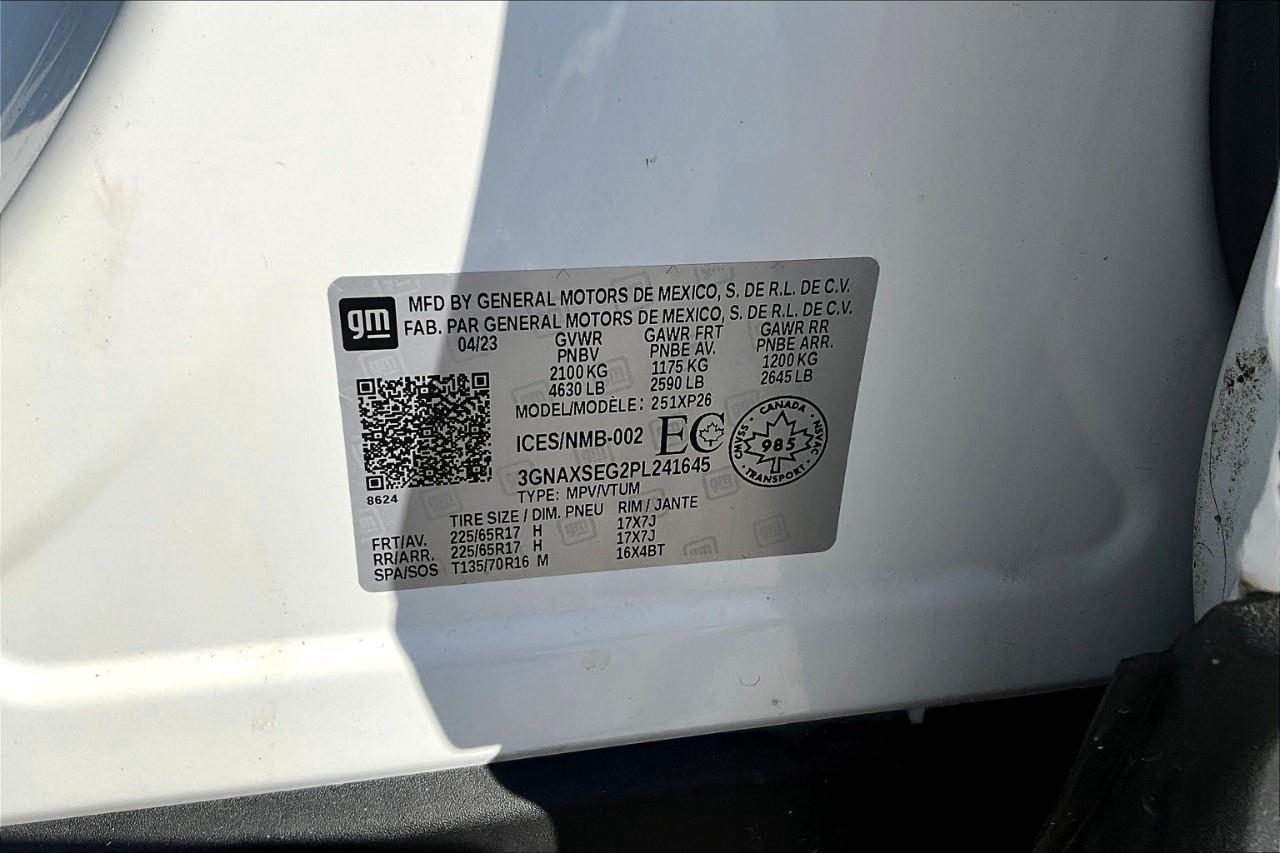 gm
MFD BY GENERAL MOTORS DE MEXICO, S. DE R.L. DE C.V.
FAB. PAR GENERAL MOTORS DE MEXICO, S. DE R.L. DE C.V.
04/23 GVWR GAWR FRT GAWR RR
PNBV PNBE AV. PNBE ARR.
2100 KG 1175 KG 1200 KG
4630 LB 2590 LB 2645 LB
MODEL/MODÈLE: 251XP26
ICES/NMB-002 EC
CANADA
CMVSS 985 NSVAC
TRANSPORT
3GNAXSEG2PL241645
8624 TYPE: MPV/VTUM
TIRE SIZE / DIM. PNEU RIM / JANTE
FRT/AV. 225/65R17 H 17X7J
RR/ARR. 225/65R17 H 17X7J
SPA/SOS T135/70R16 M 16X4BT